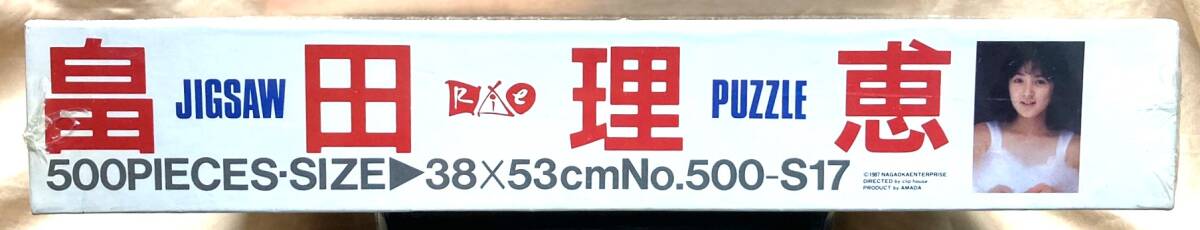 畠 JIGSAW 田 RiE 理 PUZZLE 恵
500PIECES·SIZE▶38×53cmNo.500-S17
©1987 NAGAOKAENTERPRISE
DIRECTED by clip house
PRODUCT by AMADA